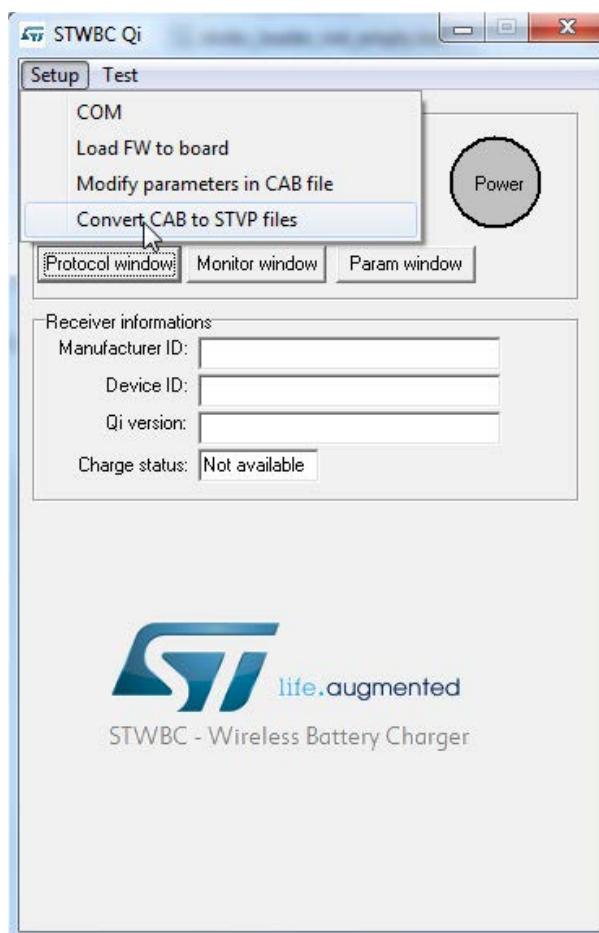 STWBC Qi
Setup Test
COM
Load FW to board
Modify parameters in CAB file
Convert CAB to STVP files
Power
Protocol window Monitor window Param window
Receiver informations
Manufacturer ID:
Device ID:
Qi version:
Charge status: Not available
ST life.augmented
STWBC - Wireless Battery Charger